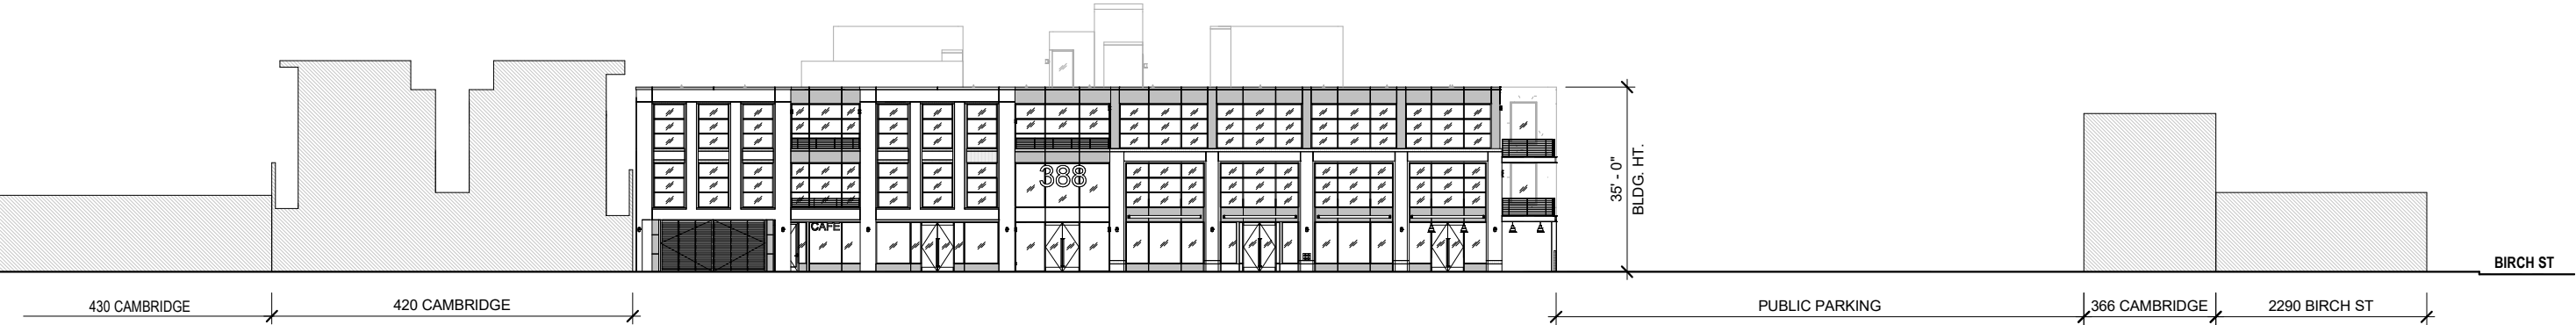 388
CAFE
35' - 0"
BLDG. HT.
BIRCH ST
430 CAMBRIDGE
420 CAMBRIDGE
PUBLIC PARKING
366 CAMBRIDGE
2290 BIRCH ST